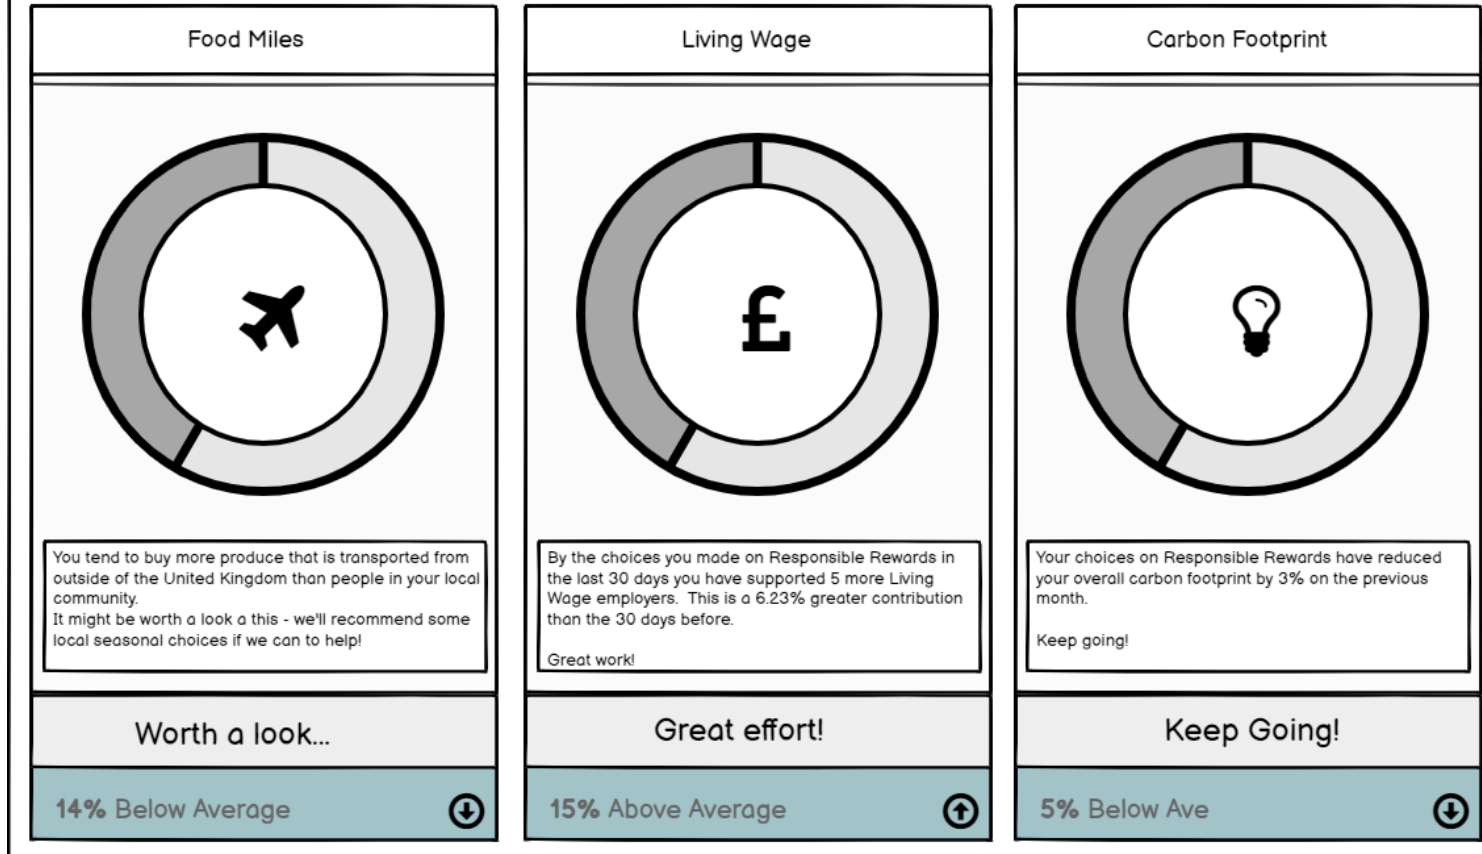 Food Miles
Living Wage
Carbon Footprint
£
You tend to buy more produce that is transported from
outside of the United Kingdom than people in your local
community.
It might be worth a look a this - we'll recommend some
local seasonal choices if we can to help!
By the choices you made on Responsible Rewards in
the last 30 days you have supported 5 more Living
Wage employers.  This is a 6.23% greater contribution
than the 30 days before.
Great work!
Your choices on Responsible Rewards have reduced
your overall carbon footprint by 3% on the previous
month.
Keep going!
Worth a look...
Great effort!
Keep Going!
14% Below Average
15% Above Average
5% Below Ave